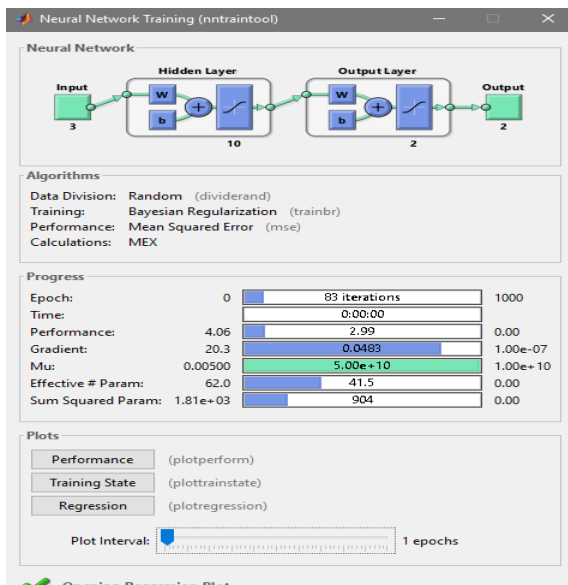 Neural Network Training (nntraintool)
Neural Network
Hidden Layer Output Layer
Input Output
W W
+ +
b b
3 2
10 2
Algorithms
Data Division: Random (dividerand)
Training: Bayesian Regularization (trainbr)
Performance: Mean Squared Error (mse)
Calculations: MEX
Progress
Epoch: 0 83 iterations 1000
Time: 0:00:00
Performance: 4.06 2.99 0.00
Gradient: 20.3 0.0483 1.00e-07
Mu: 0.00500 5.00e+10 1.00e+10
Effective # Param: 62.0 41.5 0.00
Sum Squared Param: 1.81e+03 904 0.00
Plots
Performance (plotperform)
Training State (plottrainstate)
Regression (plotregression)
Plot Interval: 1 epochs
Opening Regression Plot